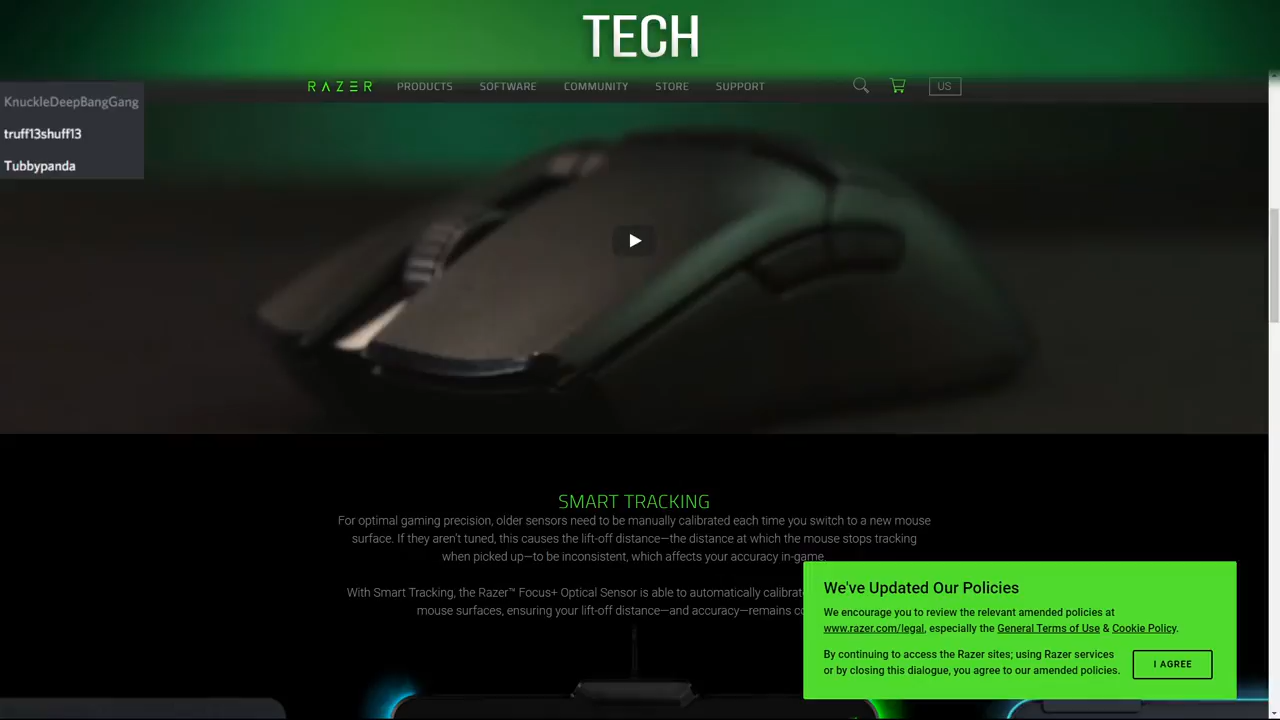 TECH
RAZER PRODUCTS SOFTWARE COMMUNITY STORE SUPPORT US
KnuckleDeepBangGang
truff13shuff13
Tubbypanda
SMART TRACKING
For optimal gaming precision, older sensors need to be manually calibrated each time you switch to a new mouse
surface. If they aren't tuned, this causes the lift-off distance—the distance at which the mouse stops tracking
when picked up—to be inconsistent, which affects your accuracy in-game.
With Smart Tracking, the Razer™ Focus+ Optical Sensor is able to automatically
mouse surfaces, ensuring your lift-off distance—and accuracy—remains
We've Updated Our Policies
We encourage you to review the relevant amended policies at
www.razer.com/legal, especially the General Terms of Use & Cookie Policy.
By continuing to access the Razer sites; using Razer services
or by closing this dialogue, you agree to our amended policies.
I AGREE